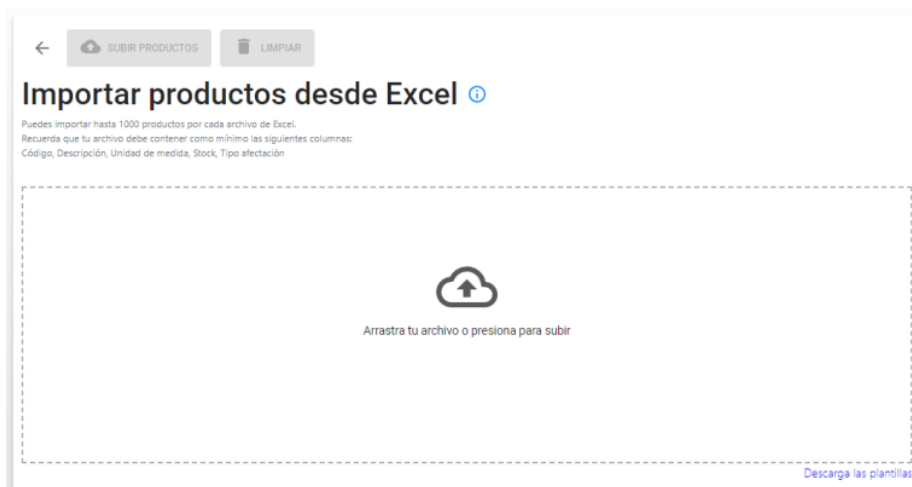 SUBIR PRODUCTOS LIMPIAR
Importar productos desde Excel
Puedes importar hasta 1000 productos por cada archivo de Excel.
Recuerda que tu archivo debe contener como mínimo las siguientes columnas:
Código, Descripción, Unidad de medida, Stock, Tipo afectación
Arrastra tu archivo o presiona para subir
Descarga las plantillas